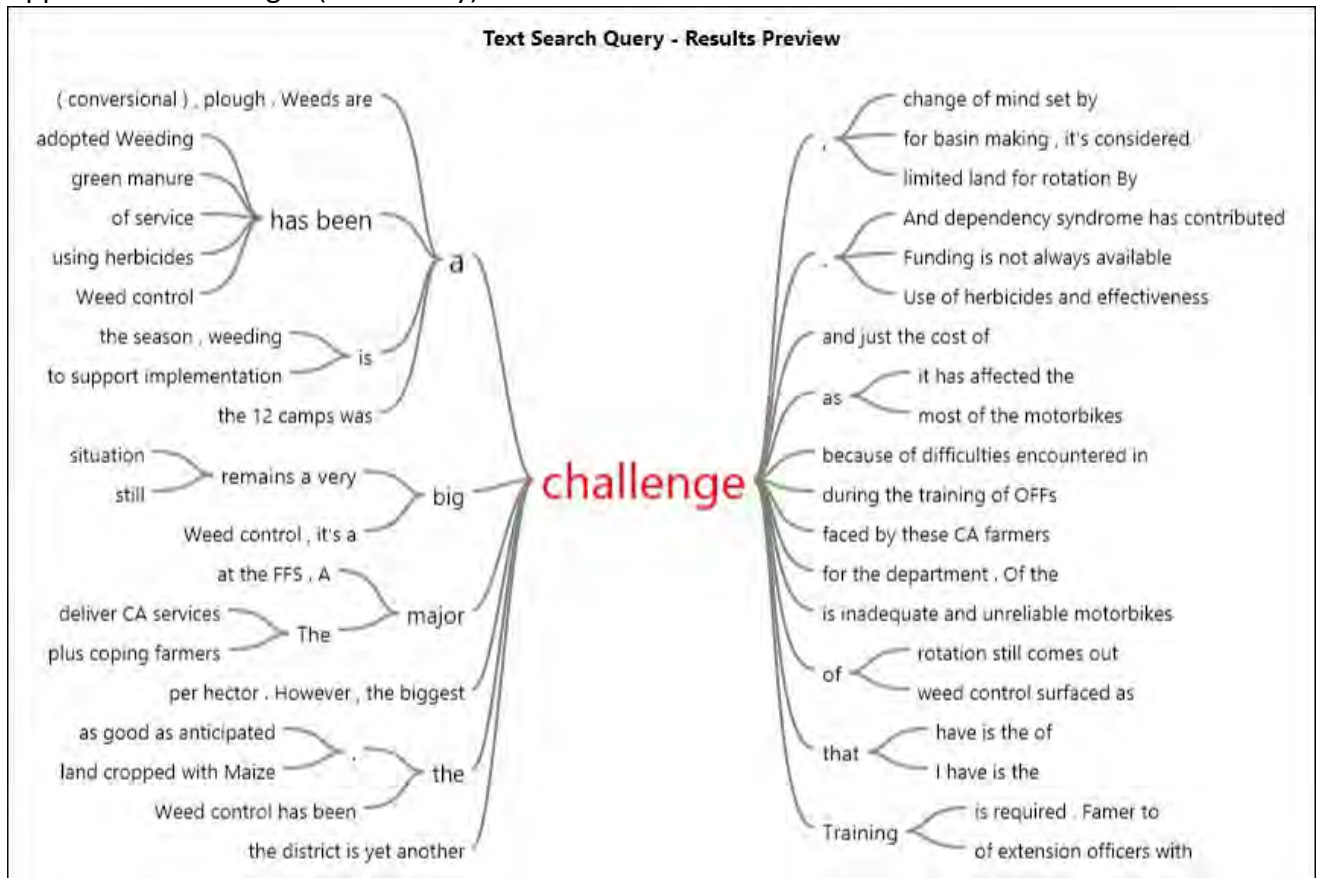 Text Search Query - Results Preview
( conversional ) , plough . Weeds are
adopted Weeding
green manure
of service
using herbicides
Weed control
has been
a
the season , weeding
to support implementation
is
the 12 camps was
situation
still
remains a very
Weed control , it's a
big
at the FFS . A
deliver CA services
plus coping farmers
The
major
per hector . However , the biggest
as good as anticipated
land cropped with Maize
.
Weed control has been
the
the district is yet another
challenge
,
change of mind set by
for basin making , it's considered
limited land for rotation By
.
And dependency syndrome has contributed
Funding is not always available
Use of herbicides and effectiveness
and just the cost of
as
it has affected the
most of the motorbikes
because of difficulties encountered in
during the training of OFFs
faced by these CA farmers
for the department . Of the
is inadequate and unreliable motorbikes
of
rotation still comes out
weed control surfaced as
that
have is the of
I have is the
Training
is required . Famer to
of extension officers with